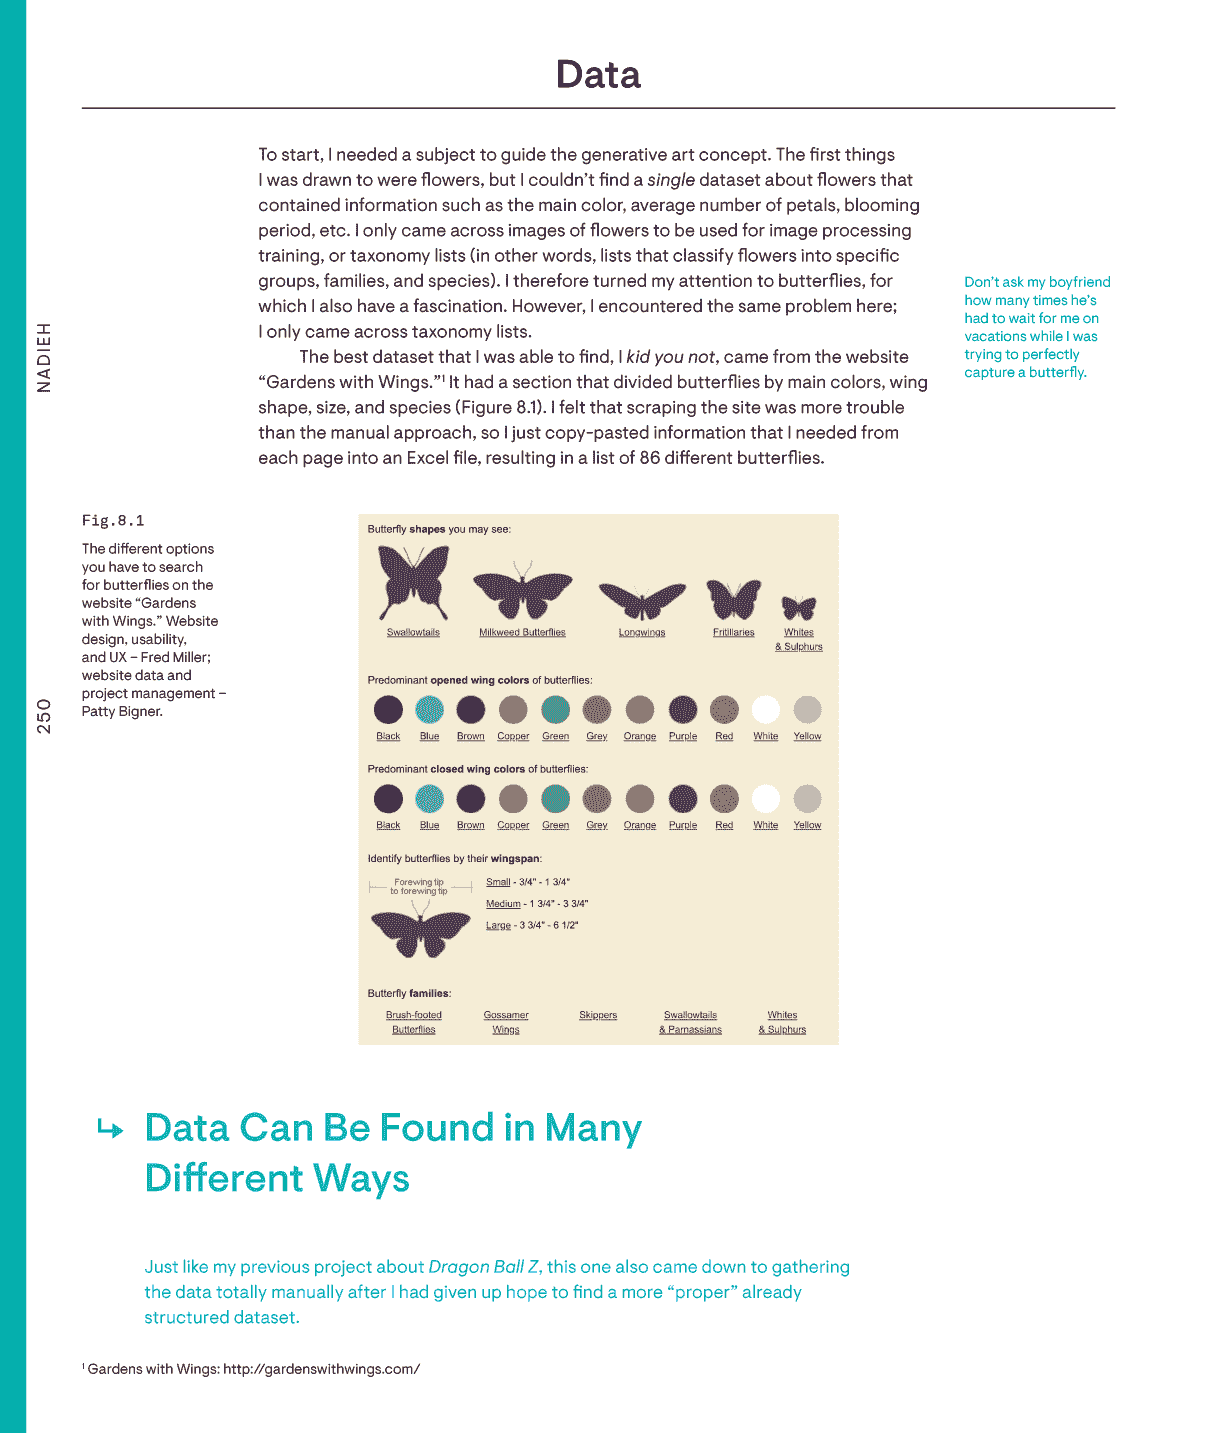 Data
To start, I needed a subject to guide the generative art concept. The first things
I was drawn to were flowers, but I couldn't find a single dataset about flowers that
contained information such as the main color, average number of petals, blooming
period, etc. I only came across images of flowers to be used for image processing
training, or taxonomy lists (in other words, lists that classify flowers into specific
groups, families, and species). I therefore turned my attention to butterflies, for
which I also have a fascination. However, I encountered the same problem here;
I only came across taxonomy lists.
The best dataset that I was able to find, I kid you not, came from the website
“Gardens with Wings.”¹ It had a section that divided butterflies by main colors, wing
shape, size, and species (Figure 8.1). I felt that scraping the site was more trouble
than the manual approach, so I just copy-pasted information that I needed from
each page into an Excel file, resulting in a list of 86 different butterflies.
Don't ask my boyfriend
how many times he's
had to wait for me on
vacations while I was
trying to perfectly
capture a butterfly.
NADIEH
250
Fig.8.1
The different options
you have to search
for butterflies on the
website “Gardens
with Wings.” Website
design, usability,
and UX – Fred Miller;
website data and
project management –
Patty Bigner.
Butterfly shapes you may see:
Swallowtails Milkweed Butterflies Longwings Fritillaries Whites
& Sulphurs
Predominant opened wing colors of butterflies:
Black Blue Brown Copper Green Grey Orange Purple Red White Yellow
Predominant closed wing colors of butterflies:
Black Blue Brown Copper Green Grey Orange Purple Red White Yellow
Identify butterflies by their wingspan:
Forewing tip
to forewing tip
Small - 3/4" - 1 3/4"
Medium - 1 3/4" - 3 3/4"
Large - 3 3/4" - 6 1/2"
Butterfly families:
Brush-footed Gossamer Skippers Swallowtails Whites
Butterflies Wings & Parnassians & Sulphurs
↳ Data Can Be Found in Many
Different Ways
Just like my previous project about Dragon Ball Z, this one also came down to gathering
the data totally manually after I had given up hope to find a more “proper” already
structured dataset.
¹ Gardens with Wings: http://gardenswithwings.com/